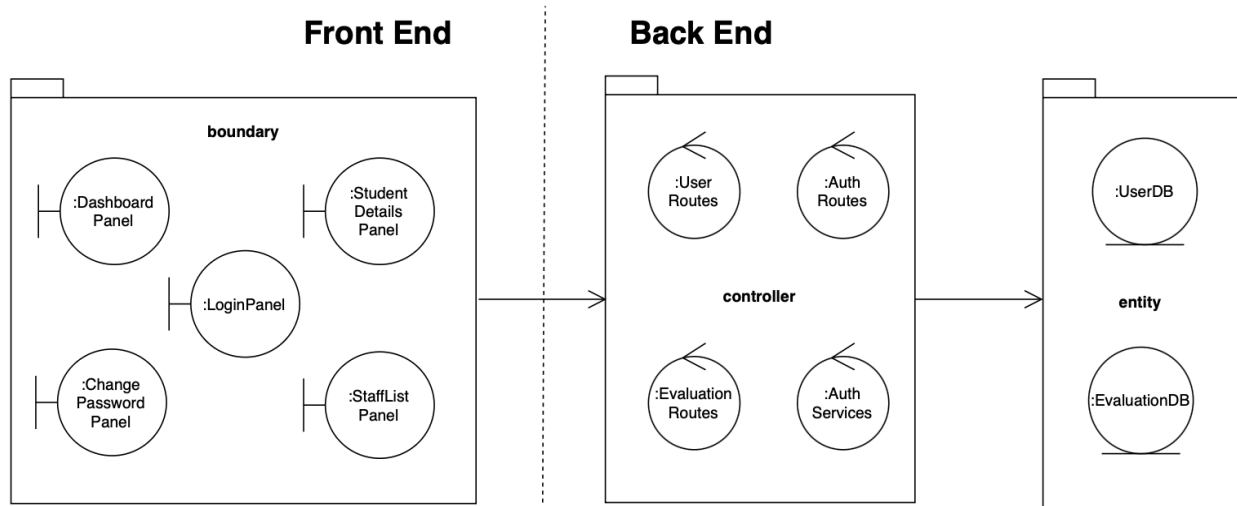 Front End
Back End
boundary
:Dashboard
Panel
:Student
Details
Panel
:LoginPanel
:Change
Password
Panel
:StaffList
Panel
:User
Routes
:Auth
Routes
controller
:Evaluation
Routes
:Auth
Services
:UserDB
entity
:EvaluationDB